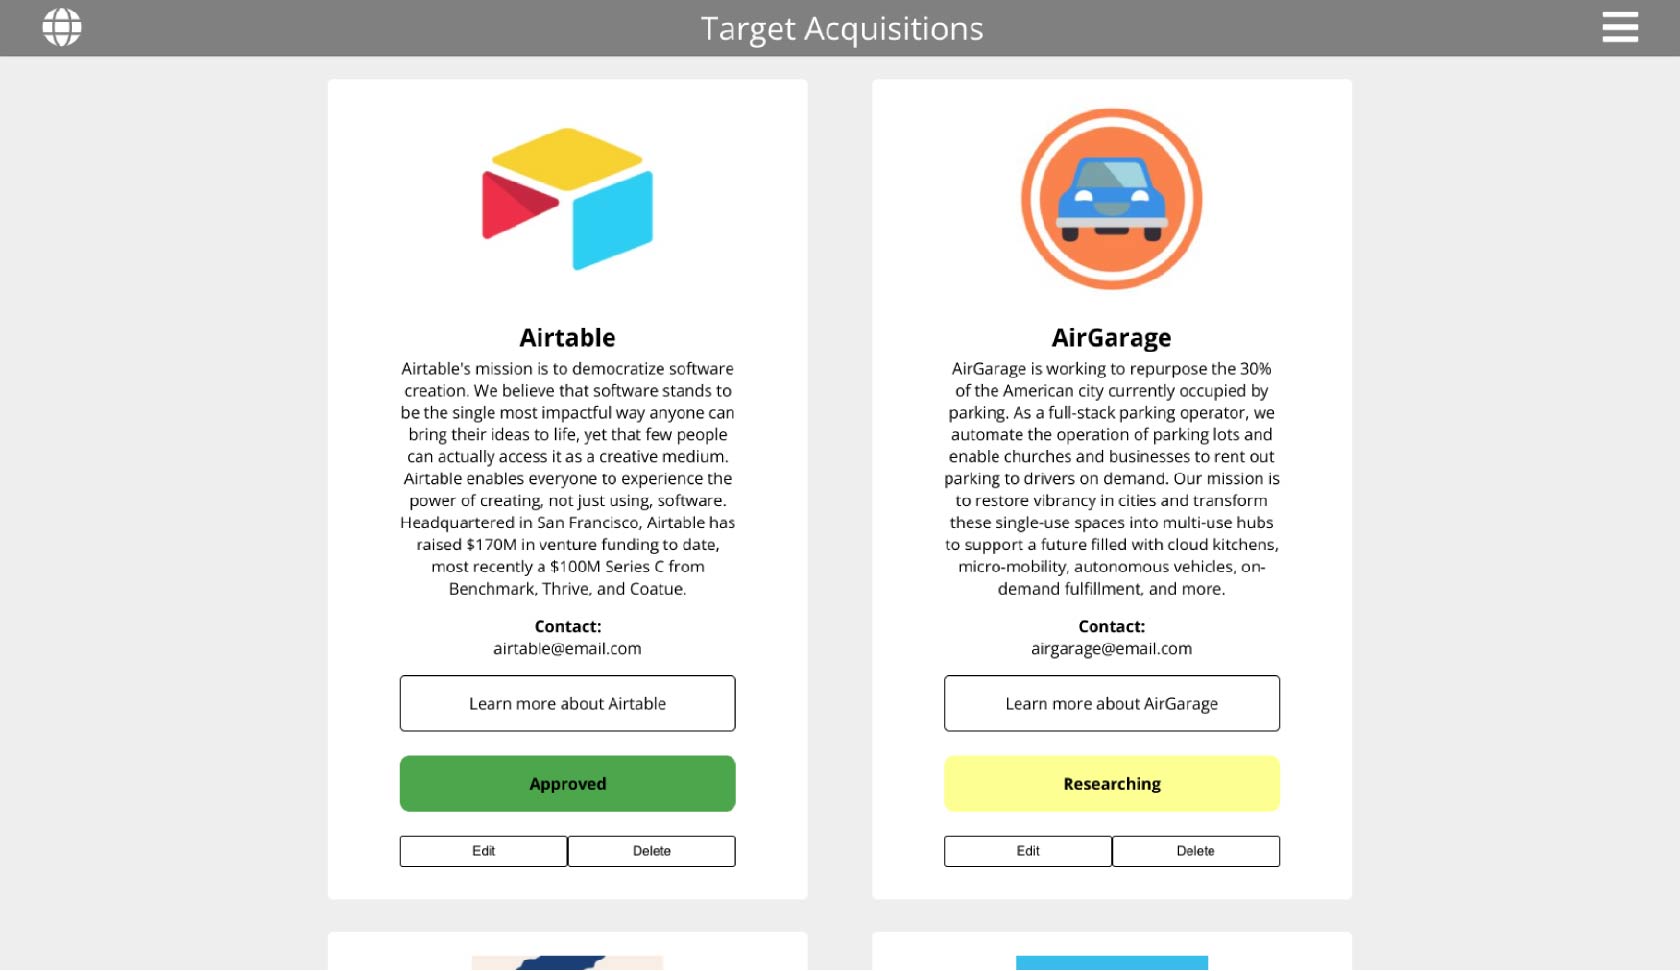 Target Acquisitions
Airtable
Airtable's mission is to democratize software
creation. We believe that software stands to
be the single most impactful way anyone can
bring their ideas to life, yet that few people
can actually access it as a creative medium.
Airtable enables everyone to experience the
power of creating, not just using, software.
Headquartered in San Francisco, Airtable has
raised $170M in venture funding to date,
most recently a $100M Series C from
Benchmark, Thrive, and Coatue.
Contact:
airtable@email.com
Learn more about Airtable
Approved
Edit
Delete
AirGarage
AirGarage is working to repurpose the 30%
of the American city currently occupied by
parking. As a full-stack parking operator, we
automate the operation of parking lots and
enable churches and businesses to rent out
parking to drivers on demand. Our mission is
to restore vibrancy in cities and transform
these single-use spaces into multi-use hubs
to support a future filled with cloud kitchens,
micro-mobility, autonomous vehicles, on-
demand fulfillment, and more.
Contact:
airgarage@email.com
Learn more about AirGarage
Researching
Edit
Delete